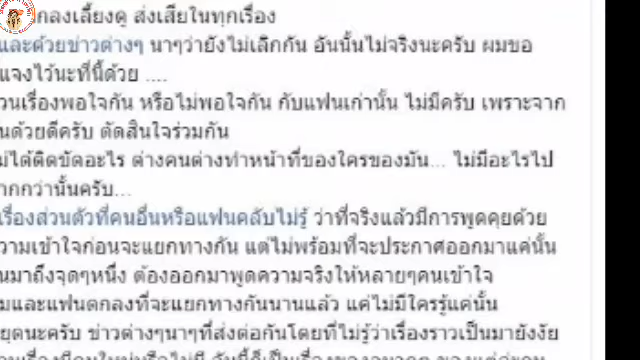 กลงเลี้ยงดู ส่งเสียในทุกเรื่อง
และด้วยข่าวต่างๆ นาๆว่ายังไม่เลิกกัน อันนั้นไม่จริงนะครับ ผมขอ
แจงไว้นะที่นี้ด้วย ....
วนเรื่องพอใจกัน หรือไม่พอใจกัน กับแฟนเก่านั้น ไม่มีครับ เพราะจาก
นด้วยดีครับ ตัดสินใจร่วมกัน
ม่ได้ติดขัดอะไร ต่างคนต่างทำหน้าที่ของใครของมัน... ไม่มีอะไรไป
ากกว่านั้นครับ...
เรื่องส่วนตัวที่คนอื่นหรือแฟนคลับไม่รู้ ว่าที่จริงแล้วมีการพูดคุยด้วย
วามเข้าใจก่อนจะแยกทางกัน แต่ไม่พร้อมที่จะประกาศออกมาแค่นั้น
นมาถึงจุดๆหนึ่ง ต้องออกมาพูดความจริงให้หลายๆคนเข้าใจ
มและแฟนตกลงที่จะแยกทางกันนานแล้ว แค่ไม่มีใครรู้แค่นั้น
ยุดนะครับ ข่าวต่างๆนาๆที่ส่งต่อกันโดยที่ไม่รู้ว่าเรื่องราวเป็นมายังงัย